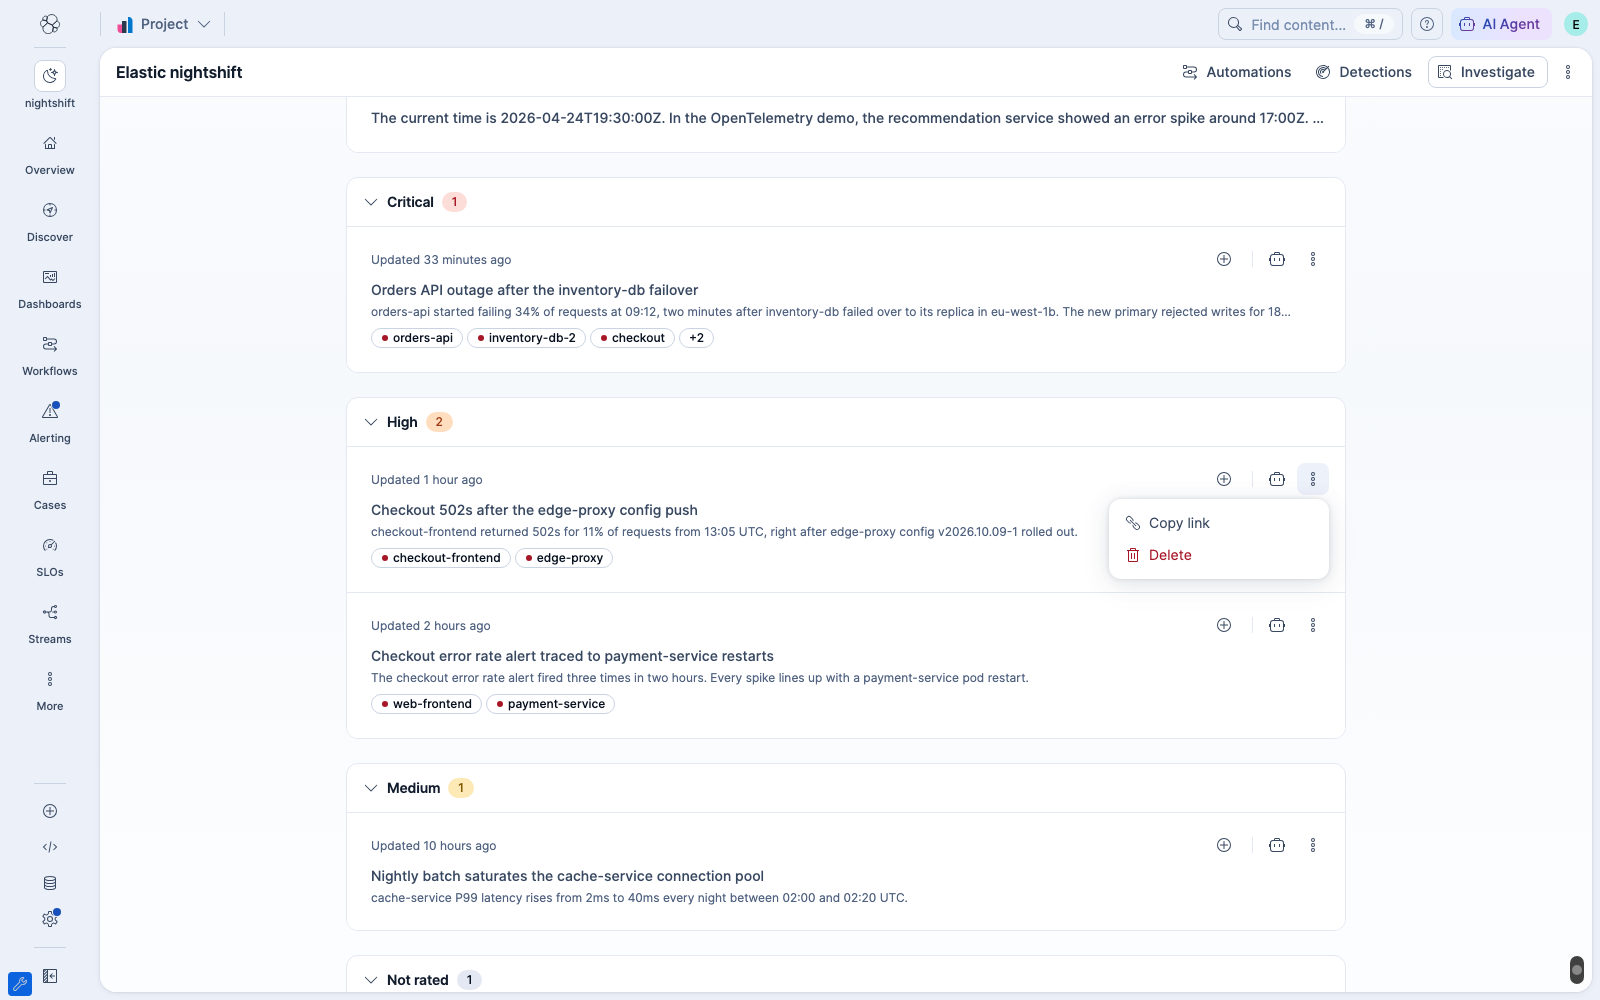 Project
Find content... ⌘ /
AI Agent
E
nightshift
Overview
Discover
Dashboards
Workflows
Alerting
Cases
SLOs
Streams
More
Elastic nightshift
Automations
Detections
Investigate
The current time is 2026-04-24T19:30:00Z. In the OpenTelemetry demo, the recommendation service showed an error spike around 17:00Z. ...
Critical 1
Updated 33 minutes ago
Orders API outage after the inventory-db failover
orders-api started failing 34% of requests at 09:12, two minutes after inventory-db failed over to its replica in eu-west-1b. The new primary rejected writes for 18...
orders-api inventory-db-2 checkout +2
High 2
Updated 1 hour ago
Checkout 502s after the edge-proxy config push
checkout-frontend returned 502s for 11% of requests from 13:05 UTC, right after edge-proxy config v2026.10.09-1 rolled out.
checkout-frontend edge-proxy
Copy link
Delete
Updated 2 hours ago
Checkout error rate alert traced to payment-service restarts
The checkout error rate alert fired three times in two hours. Every spike lines up with a payment-service pod restart.
web-frontend payment-service
Medium 1
Updated 10 hours ago
Nightly batch saturates the cache-service connection pool
cache-service P99 latency rises from 2ms to 40ms every night between 02:00 and 02:20 UTC.
Not rated 1